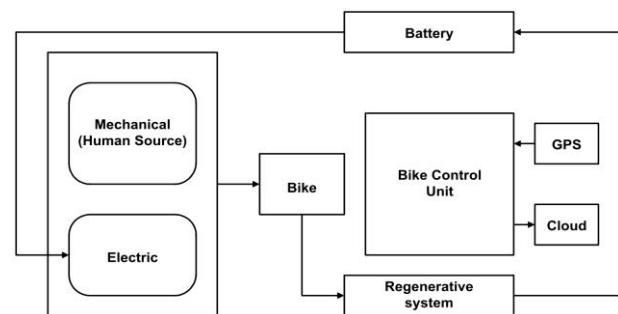 Battery
Mechanical
(Human Source)
Bike
Bike Control
Unit
GPS
Cloud
Electric
Regenerative
system